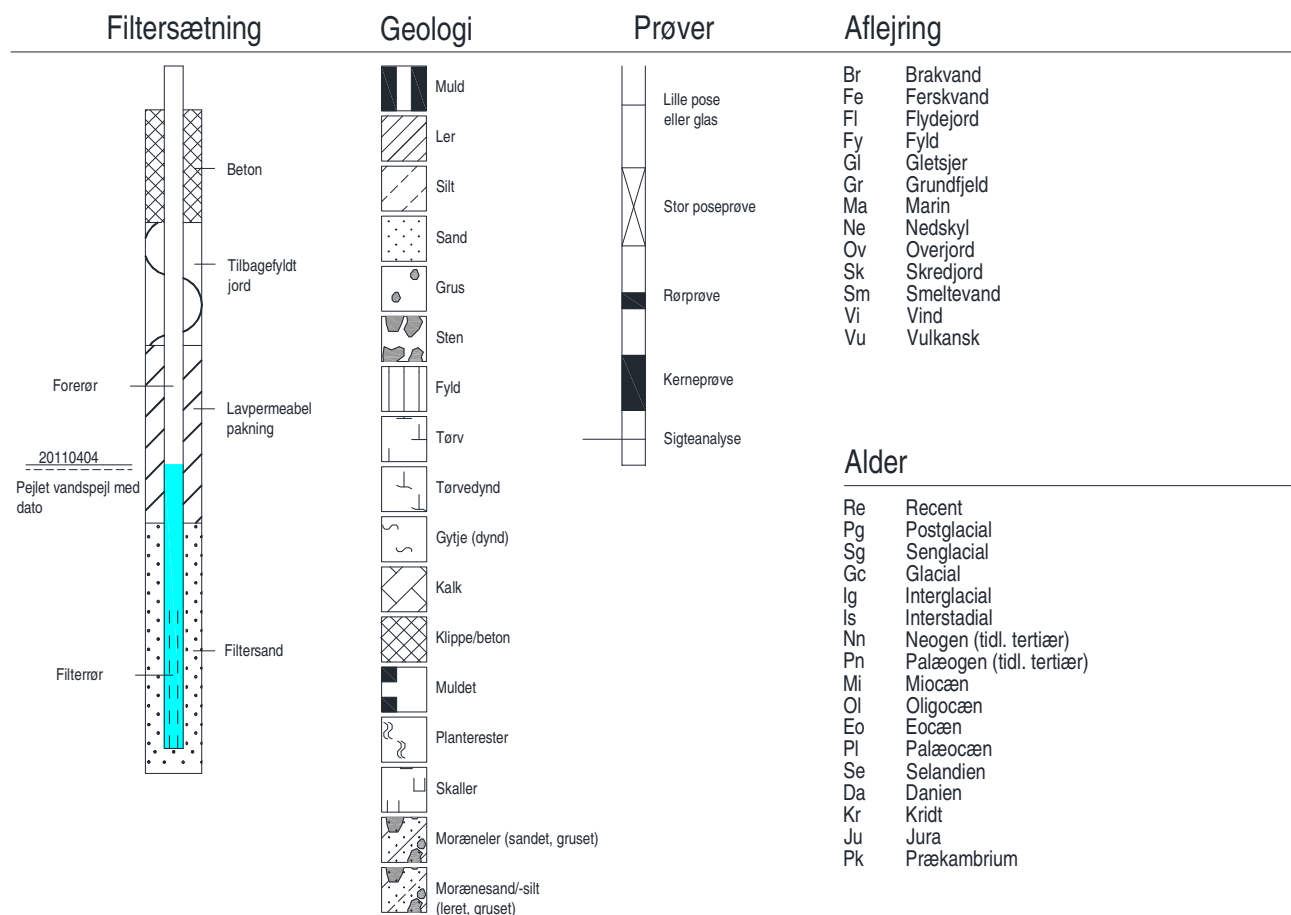 Filtersætning
Beton
Tilbagefyldt
jord
Forerør
Lavpermeabel
pakning
20110404
Pejlet vandspejl med
dato
Filtersand
Filterrør
Geologi
Muld
Ler
Silt
Sand
Grus
Sten
Fyld
Tørv
Tørvedynd
Gytje (dynd)
Kalk
Klippe/beton
Muldet
Planterester
Skaller
Moræneler (sandet, gruset)
Morænesand/-silt
(leret, gruset)
Prøver
Lille pose
eller glas
Stor poseprøve
Rørprøve
Kerneprøve
Sigteanalyse
Aflejring
Br Brakvand
Fe Ferskvand
Fl Flydejord
Fy Fyld
Gl Gletsjer
Gr Grundfjeld
Ma Marin
Ne Nedskyl
Ov Overjord
Sk Skredjord
Sm Smeltevand
Vi Vind
Vu Vulkansk
Alder
Re Recent
Pg Postglacial
Sg Senglacial
Gc Glacial
Ig Interglacial
Is Interstadial
Nn Neogen (tidl. tertiær)
Pn Palæogen (tidl. tertiær)
Mi Miocæn
Ol Oligocæn
Eo Eocæn
Pl Palæocæn
Se Selandien
Da Danien
Kr Kridt
Ju Jura
Pk Prækambrium